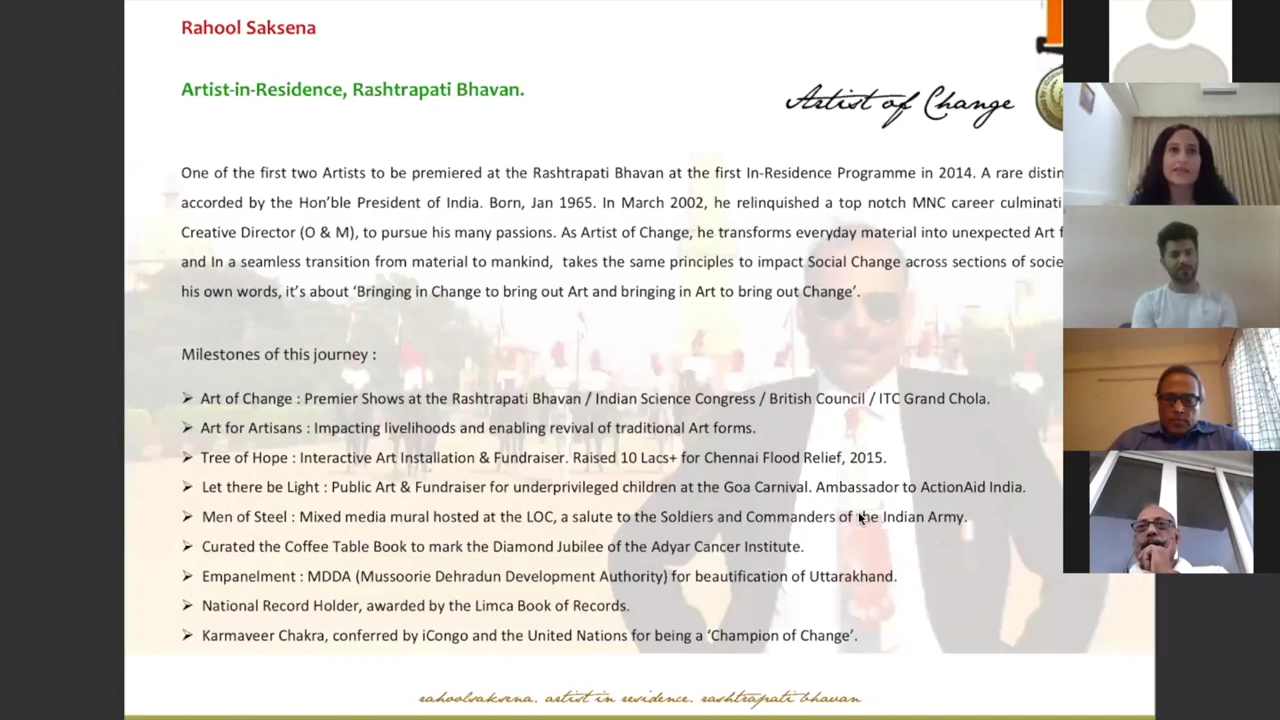 Rahool Saksena
Artist-in-Residence, Rashtrapati Bhavan.
Artist of Change
One of the first two Artists to be premiered at the Rashtrapati Bhavan at the first In-Residence Programme in 2014. A rare distin
accorded by the Hon'ble President of India. Born, Jan 1965. In March 2002, he relinquished a top notch MNC career culminati
Creative Director (O & M), to pursue his many passions. As Artist of Change, he transforms everyday material into unexpected Art f
and In a seamless transition from material to mankind, takes the same principles to impact Social Change across sections of socie
his own words, it's about 'Bringing in Change to bring out Art and bringing in Art to bring out Change'.
Milestones of this journey :
➢ Art of Change : Premier Shows at the Rashtrapati Bhavan / Indian Science Congress / British Council / ITC Grand Chola.
➢ Art for Artisans : Impacting livelihoods and enabling revival of traditional Art forms.
➢ Tree of Hope : Interactive Art Installation & Fundraiser. Raised 10 Lacs+ for Chennai Flood Relief, 2015.
➢ Let there be Light : Public Art & Fundraiser for underprivileged children at the Goa Carnival. Ambassador to ActionAid India.
➢ Men of Steel : Mixed media mural hosted at the LOC, a salute to the Soldiers and Commanders of the Indian Army.
➢ Curated the Coffee Table Book to mark the Diamond Jubilee of the Adyar Cancer Institute.
➢ Empanelment : MDDA (Mussoorie Dehradun Development Authority) for beautification of Uttarakhand.
➢ National Record Holder, awarded by the Limca Book of Records.
➢ Karmaveer Chakra, conferred by iCongo and the United Nations for being a 'Champion of Change'.
rahoolsaksena. artist in residence. rashtrapati bhavan